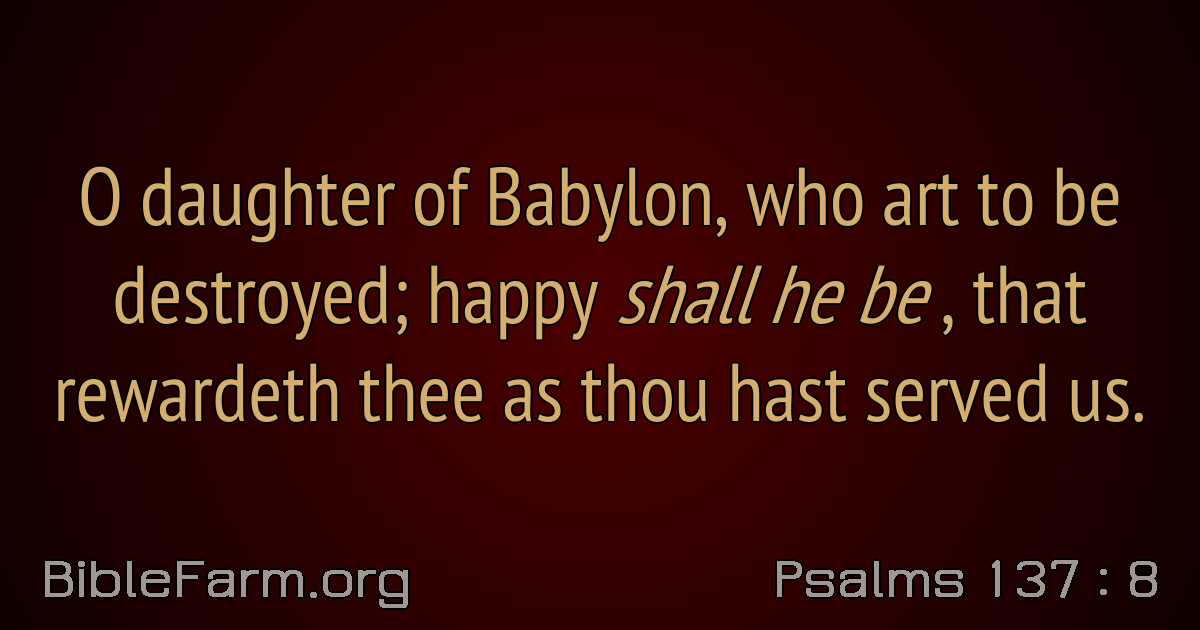 O daughter of Babylon, who art to be
destroyed; happy shall he be , that
rewardeth thee as thou hast served us.
BibleFarm.org
Psalms 137 : 8